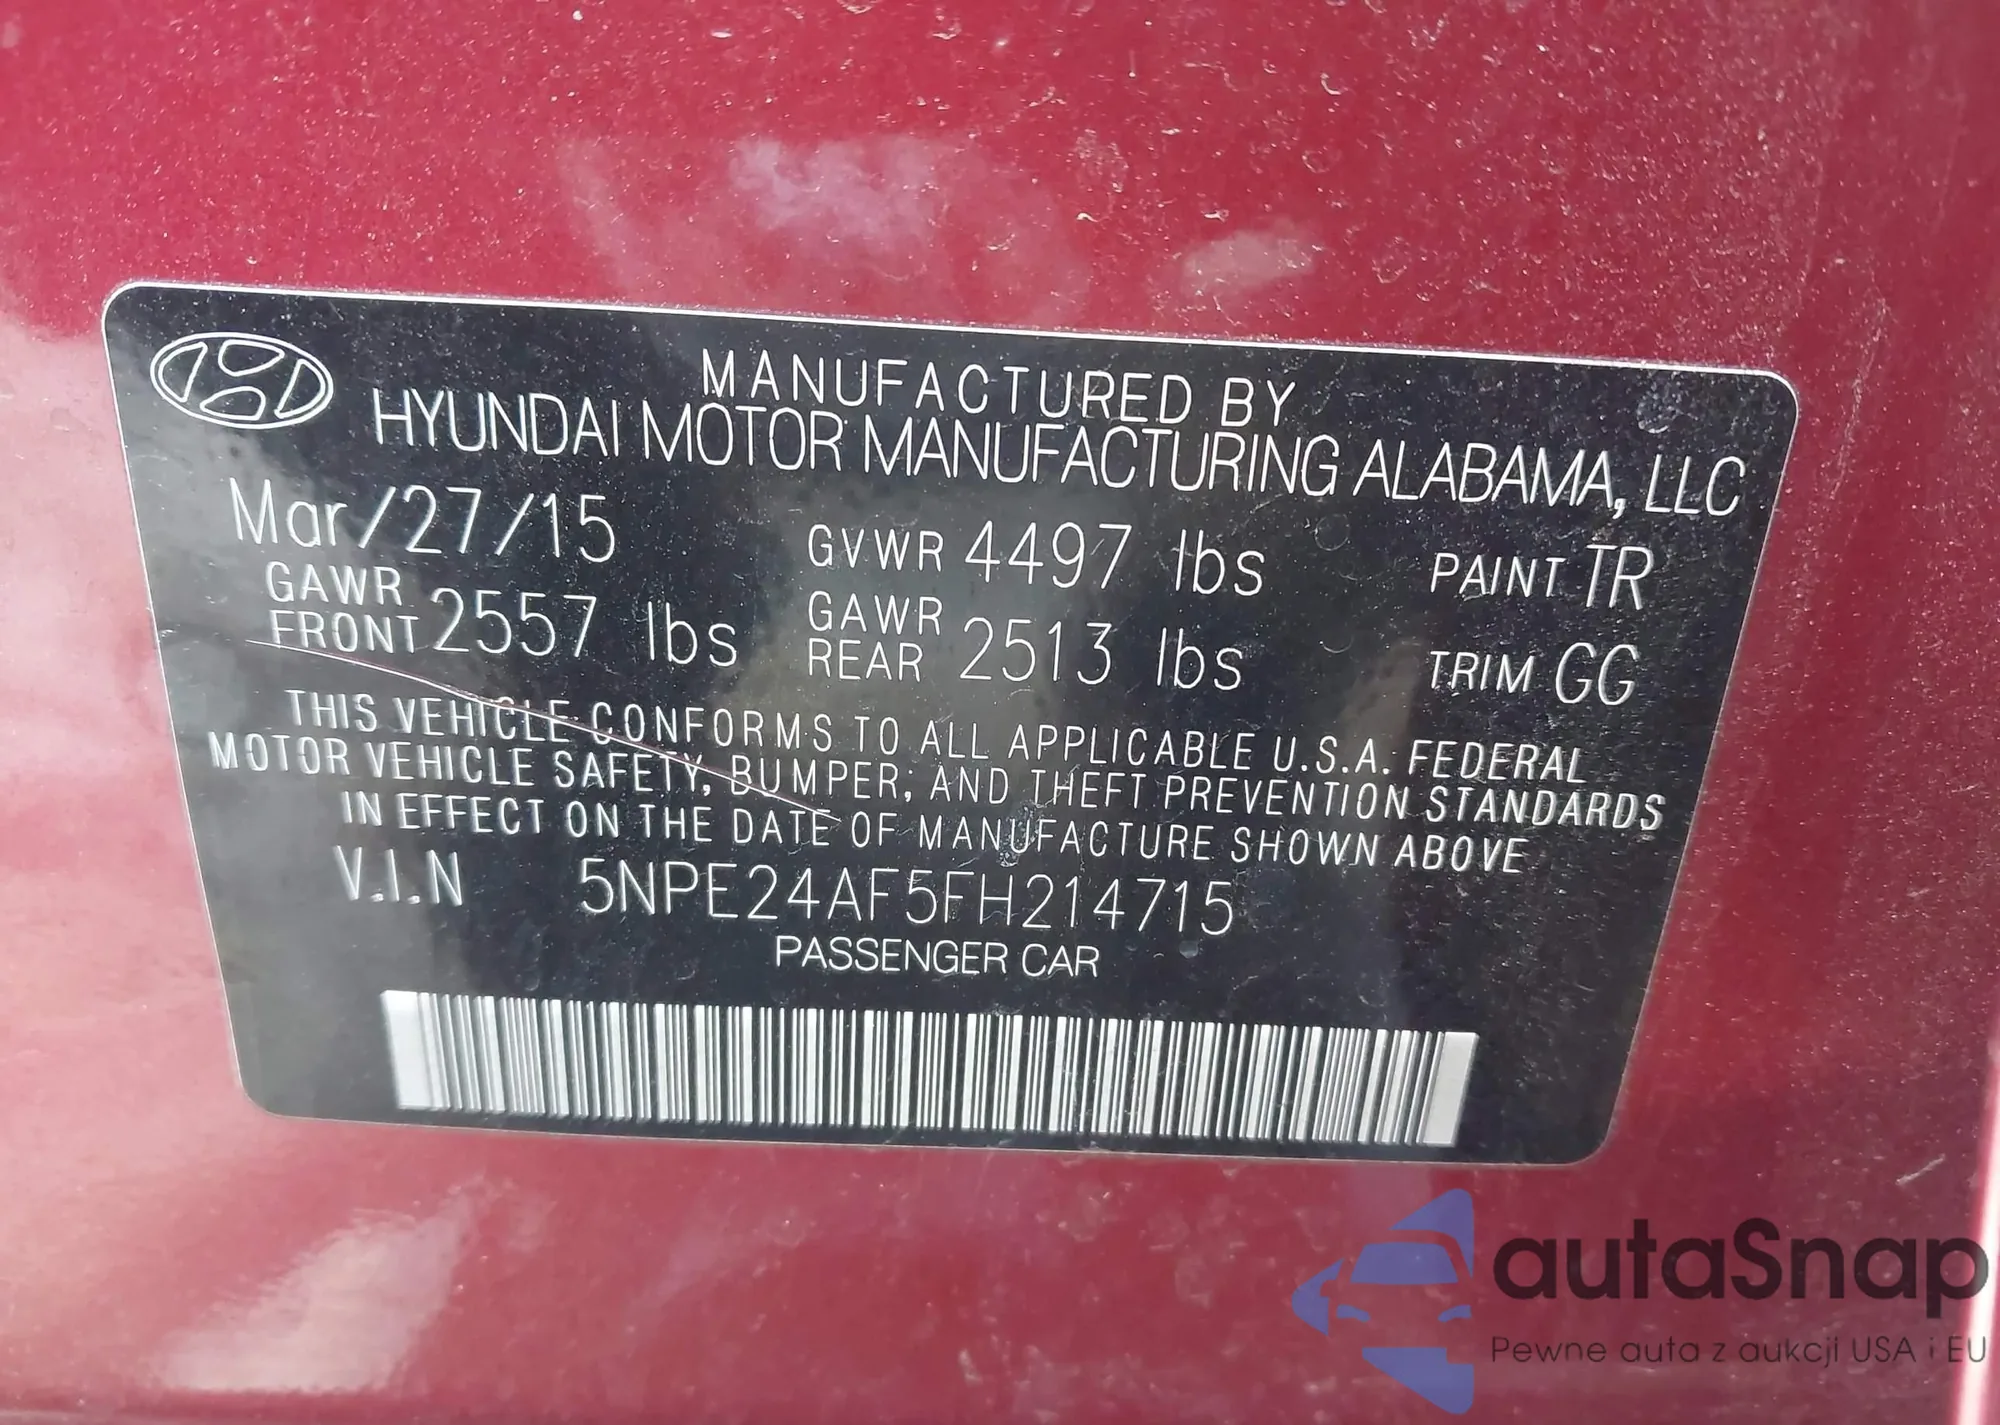 MANUFACTURED BY
HYUNDAI MOTOR MANUFACTURING ALABAMA, LLC
Mar/27/15 GVWR 4497 lbs PAINT TR
GAWR FRONT 2557 lbs GAWR REAR 2513 lbs TRIM GG
THIS VEHICLE CONFORMS TO ALL APPLICABLE U.S.A. FEDERAL
MOTOR VEHICLE SAFETY, BUMPER, AND THEFT PREVENTION STANDARDS
IN EFFECT ON THE DATE OF MANUFACTURE SHOWN ABOVE
V.I.N 5NPE24AF5FH214715
PASSENGER CAR
autaSnap
Pewne auta z aukcji USA i EU